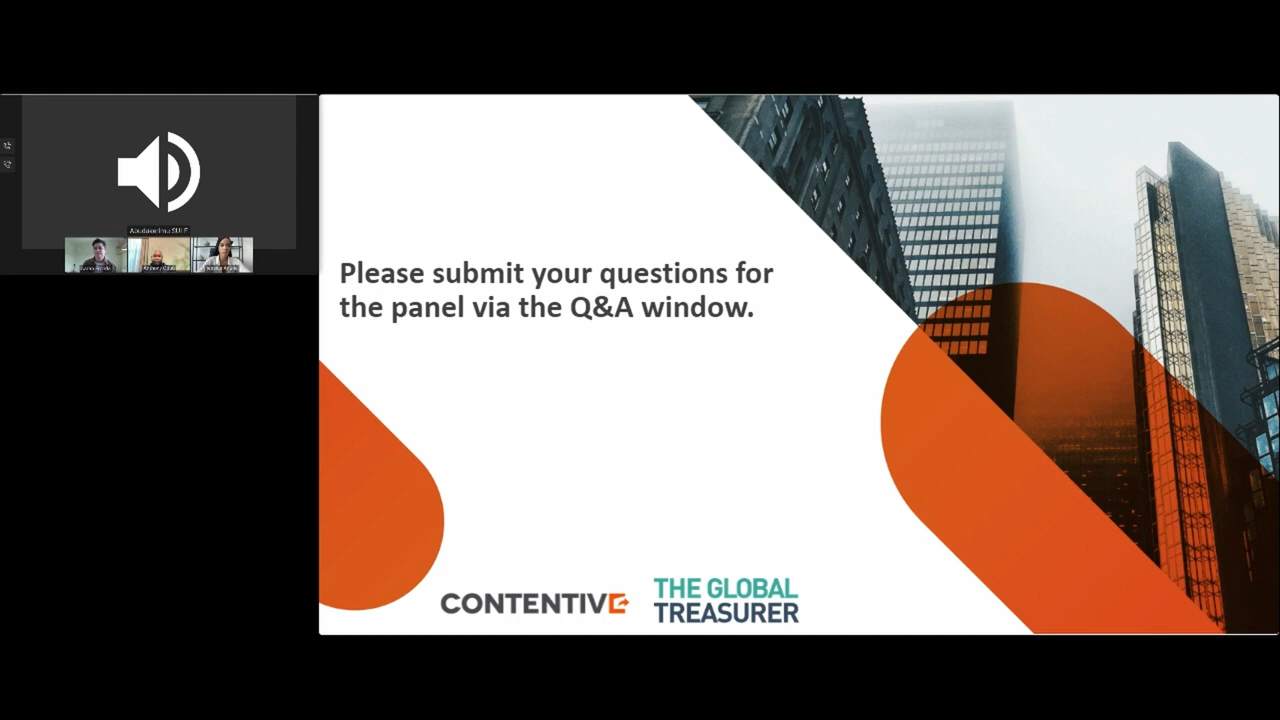 Please submit your questions for
the panel via the Q&A window.
CONTENTIVE
THE GLOBAL
TREASURER